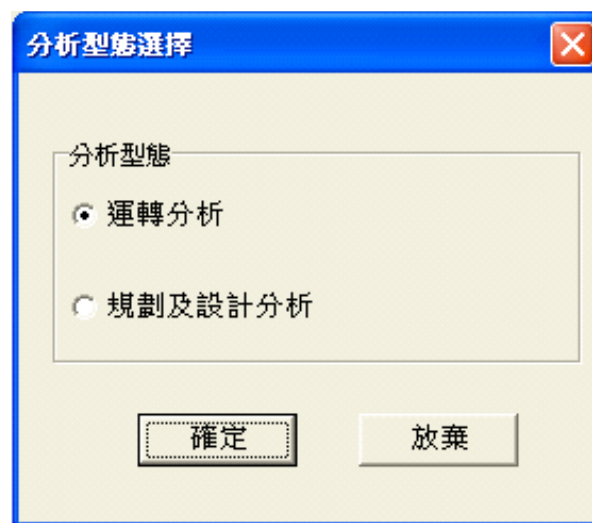 分析型態選擇
分析型態
運轉分析
規劃及設計分析
確定 放棄